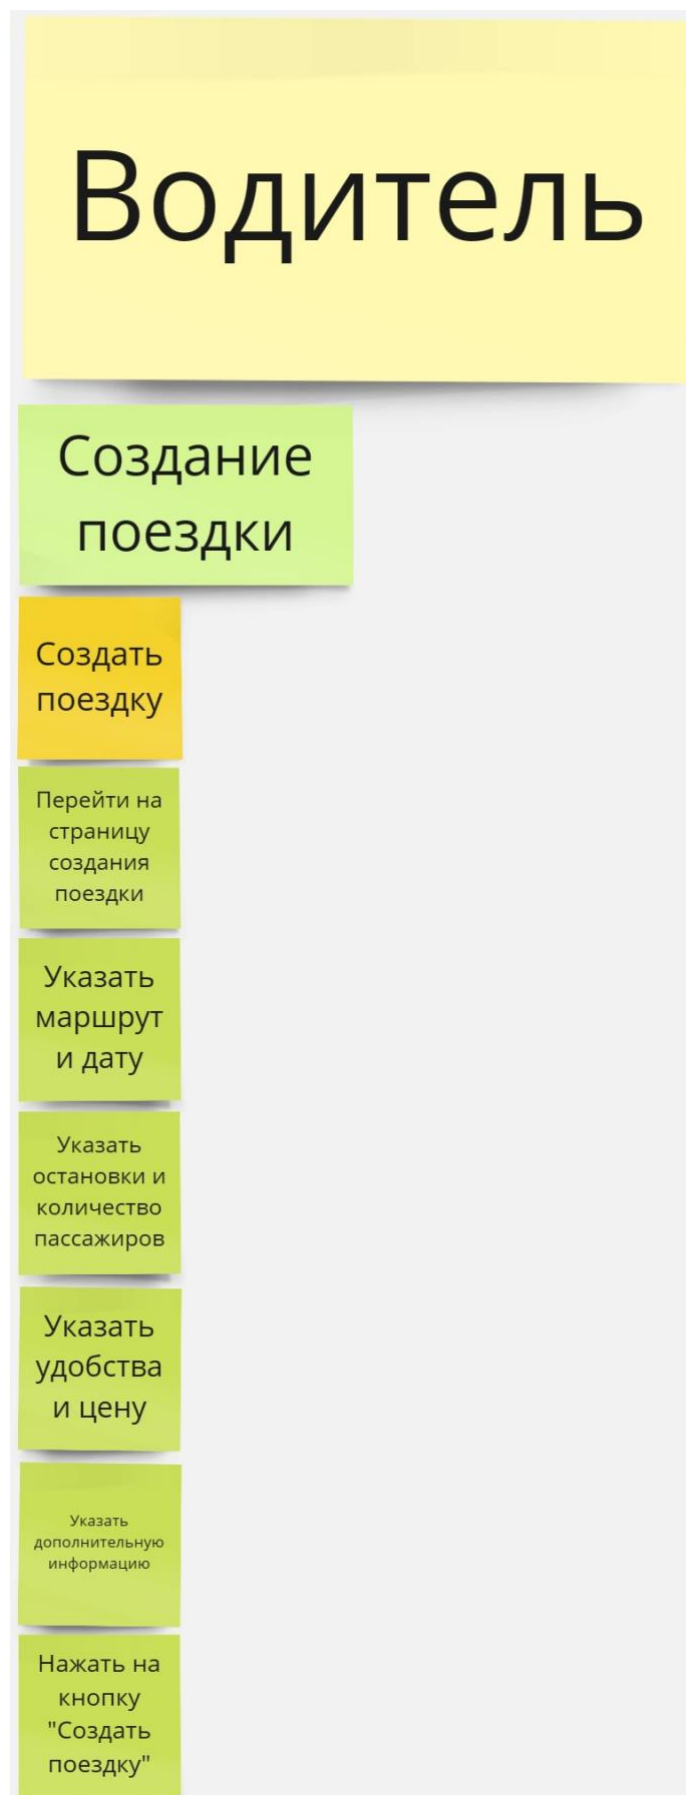 Водитель
Создание
поездки
Создать
поездку
Перейти на
страницу
создания
поездки
Указать
маршрут
и дату
Указать
остановки и
количество
пассажиров
Указать
удобства
и цену
Указать
дополнительную
информацию
Нажать на
кнопку
"Создать
поездку"